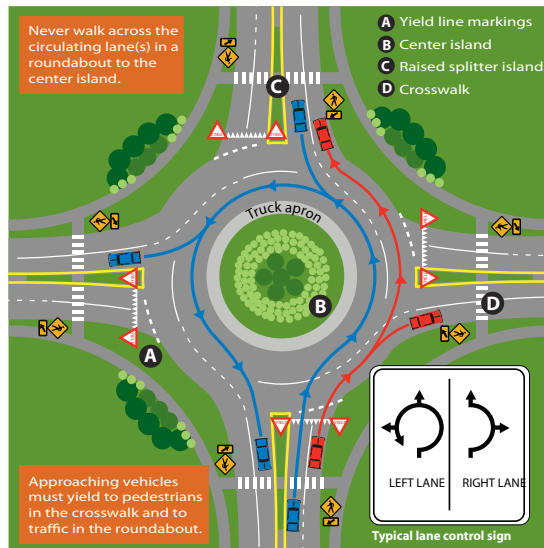 Never walk across the
circulating lane(s) in a
roundabout to the
center island.
A Yield line markings
B Center island
C Raised splitter island
D Crosswalk
C
Truck apron
B
D
A
LEFT LANE
RIGHT LANE
Approaching vehicles
must yield to pedestrians
in the crosswalk and to
traffic in the roundabout.
Typical lane control sign